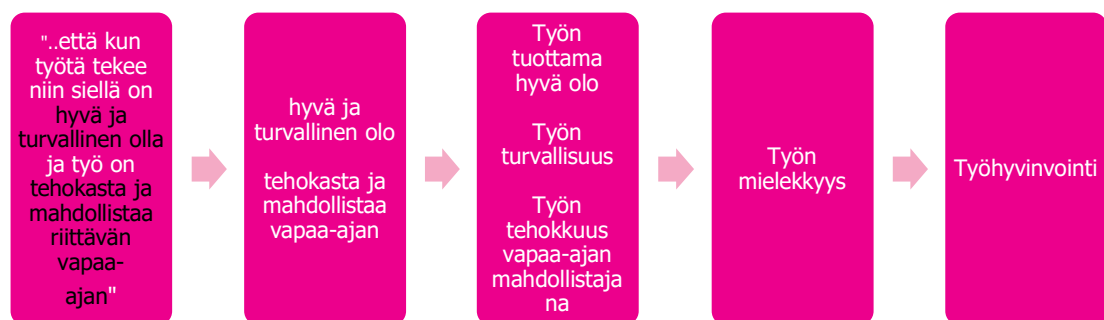 "..että kun
työtä tekee
niin siellä on
hyvä ja
turvallinen olla
ja työ on
tehokasta ja
mahdollistaa
riittävän
vapaa-
ajan"
hyvä ja
turvallinen olo
tehokasta ja
mahdollistaa
vapaa-ajan
Työn
tuottama
hyvä olo
Työn
turvallisuus
Työn
tehokkuus
vapaa-ajan
mahdollistaja
na
Työn
mielekkyys
Työhyvinvointi